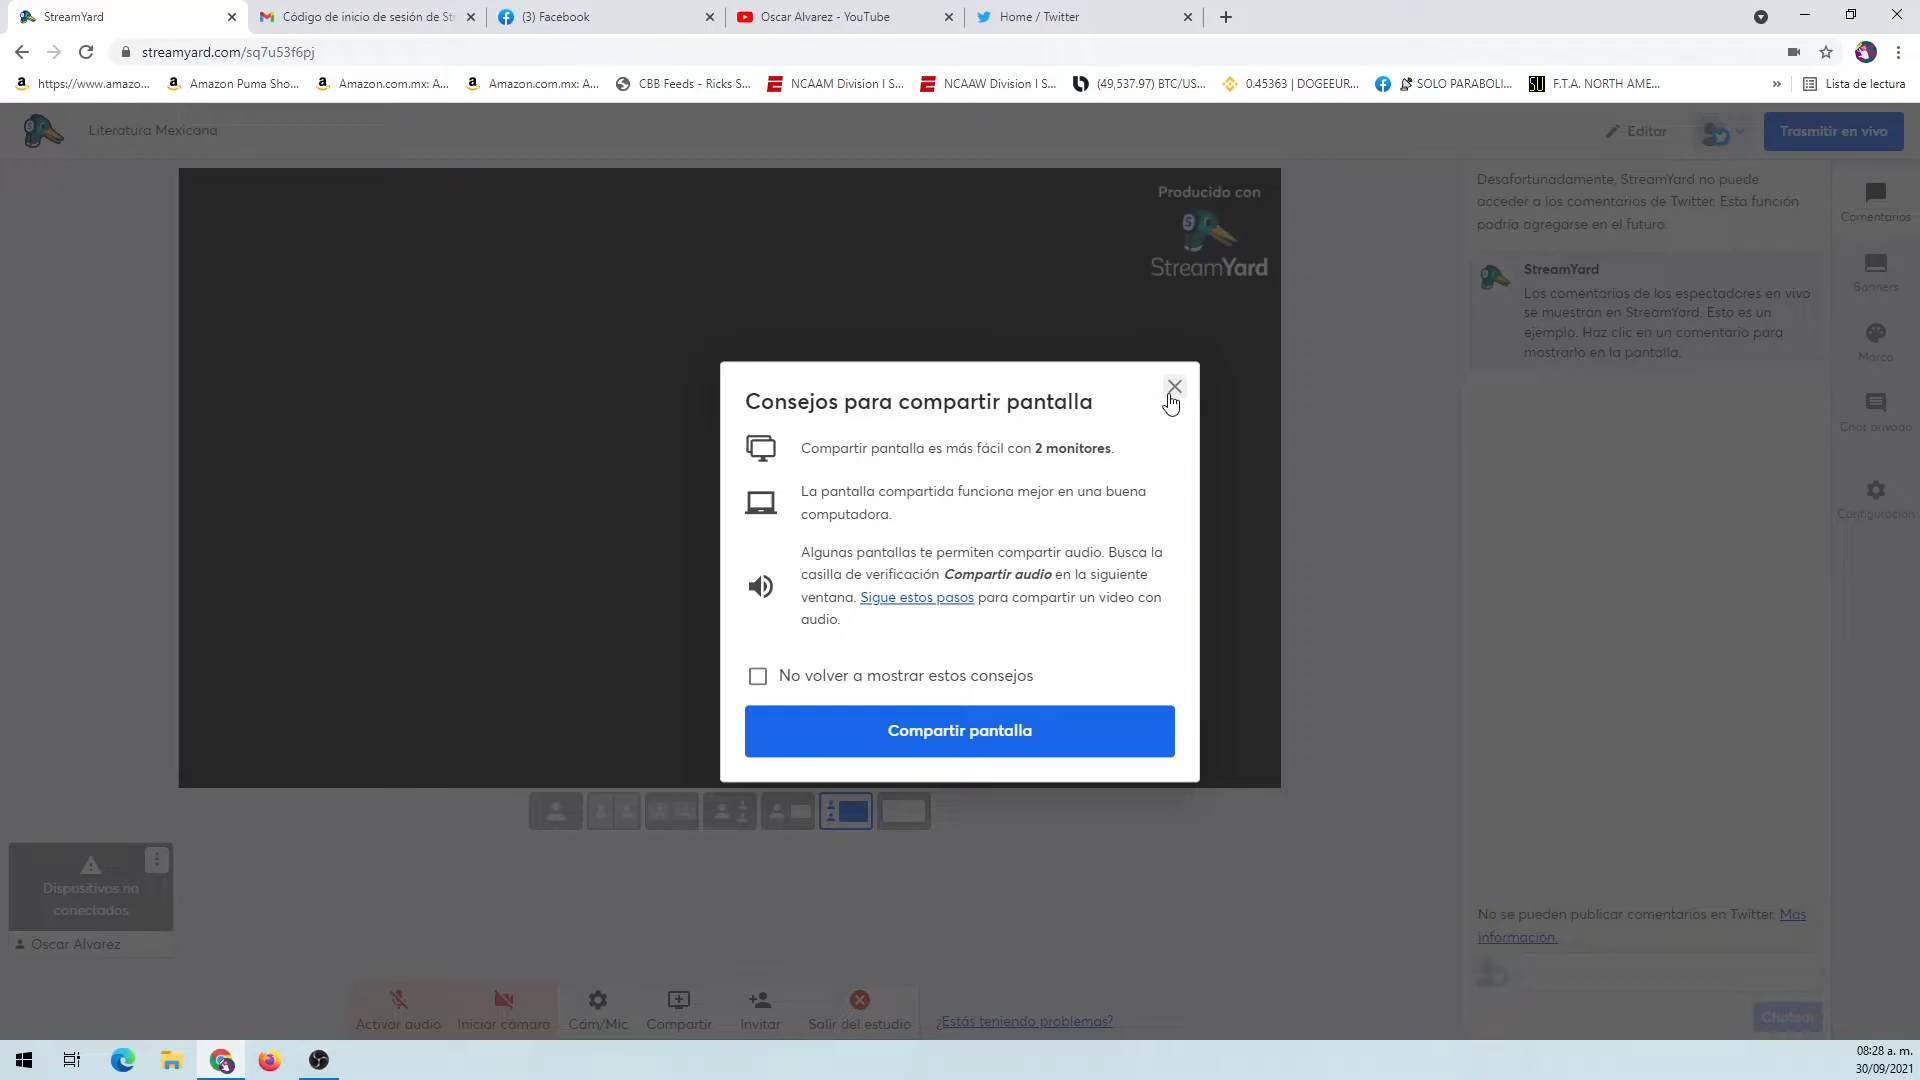 StreamYard
Código de inicio de sesión de Str
(3) Facebook
Oscar Alvarez - YouTube
Home / Twitter
streamyard.com/sq7u53f6pj
https://www.amazo...
Amazon Puma Sho...
Amazon.com.mx: A...
Amazon.com.mx: A...
CBB Feeds - Ricks S...
NCAAM Division I S...
NCAAW Division I S...
(49,537.97) BTC/US...
0.45363 | DOGEEUR...
SOLO PARABOLI...
F.T.A. NORTH AME...
Lista de lectura
Literatura Mexicana
Editar
Trasmitir en vivo
Producido con
StreamYard
Desafortunadamente, StreamYard no puede
acceder a los comentarios de Twitter. Esta función
podría agregarse en el futuro.
StreamYard
Los comentarios de los espectadores en vivo
se muestran en StreamYard. Esto es un
ejemplo. Haz clic en un comentario para
mostrarlo en la pantalla.
Comentarios
Banners
Marca
Chat privado
Configuración
Consejos para compartir pantalla
Compartir pantalla es más fácil con 2 monitores.
La pantalla compartida funciona mejor en una buena
computadora.
Algunas pantallas te permiten compartir audio. Busca la
casilla de verificación Compartir audio en la siguiente
ventana. Sigue estos pasos para compartir un video con
audio.
No volver a mostrar estos consejos
Compartir pantalla
Dispositivos no
conectados
Oscar Alvarez
No se pueden publicar comentarios en Twitter. Mas
información.
Chatear
Activar audio
Iniciar cámara
Cám/Mic
Compartir
Invitar
Salir del estudio
¿Estás teniendo problemas?
08:28 a. m.
30/09/2021